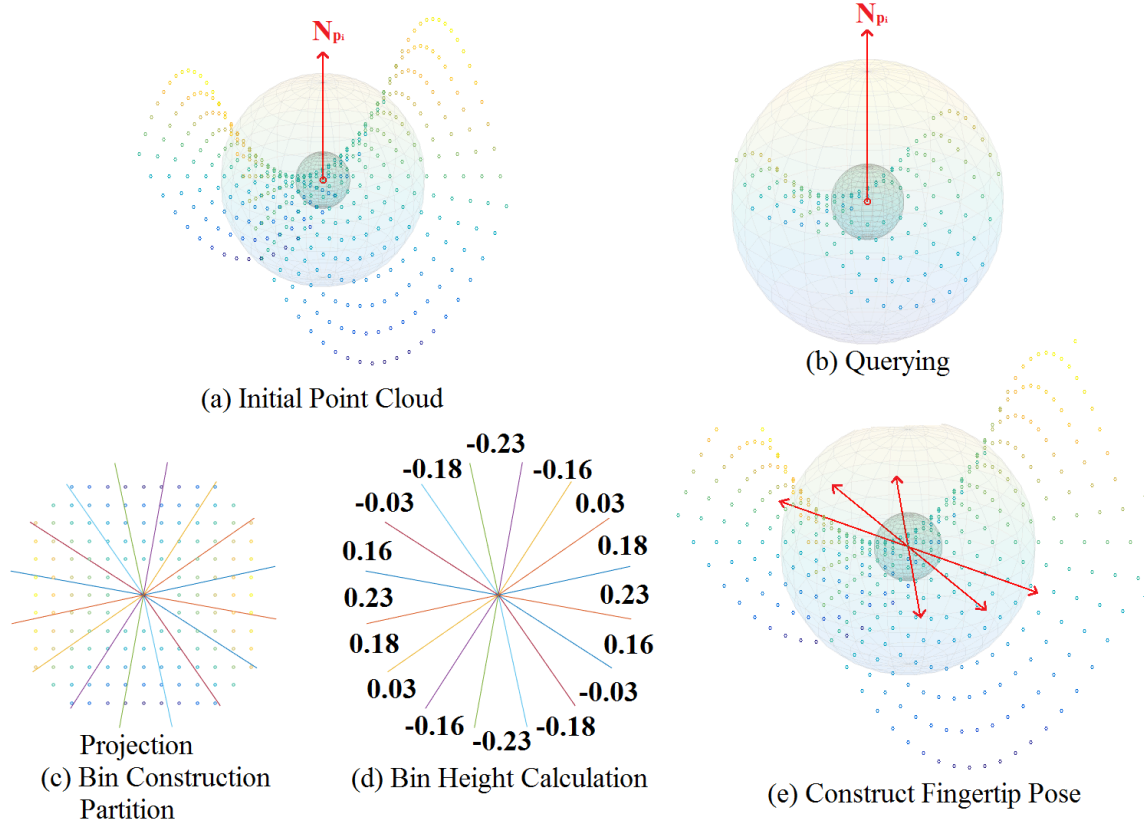 N_pi
N_pi
(a) Initial Point Cloud
(b) Querying
-0.23
-0.18
-0.16
-0.03
0.03
0.16
0.18
0.23
0.23
0.18
0.16
0.03
-0.03
-0.16
-0.18
-0.23
Projection
(c) Bin Construction
Partition
(d) Bin Height Calculation
(e) Construct Fingertip Pose